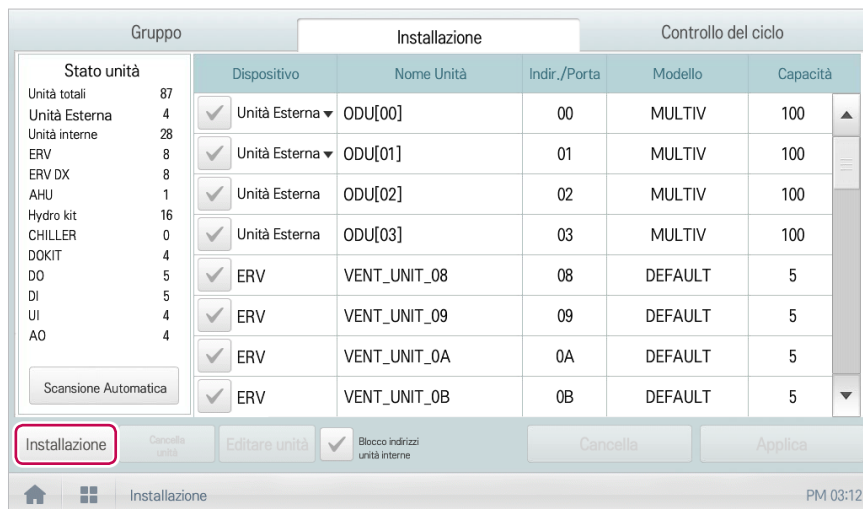 Gruppo
Installazione
Controllo del ciclo
Stato unità
Unità totali 87
Unità Esterna 4
Unità interne 28
ERV 8
ERV DX 8
AHU 1
Hydro kit 16
CHILLER 0
DOKIT 4
DO 5
DI 5
UI 4
AO 4
Scansione Automatica
Dispositivo Nome Unità Indir./Porta Modello Capacità
Unità Esterna ODU[00] 00 MULTIV 100
Unità Esterna ODU[01] 01 MULTIV 100
Unità Esterna ODU[02] 02 MULTIV 100
Unità Esterna ODU[03] 03 MULTIV 100
ERV VENT_UNIT_08 08 DEFAULT 5
ERV VENT_UNIT_09 09 DEFAULT 5
ERV VENT_UNIT_0A 0A DEFAULT 5
ERV VENT_UNIT_0B 0B DEFAULT 5
Installazione
Cancella
unità
Editare unità
Blocco indirizzi
unità interne
Cancella
Applica
Installazione
PM 03:12